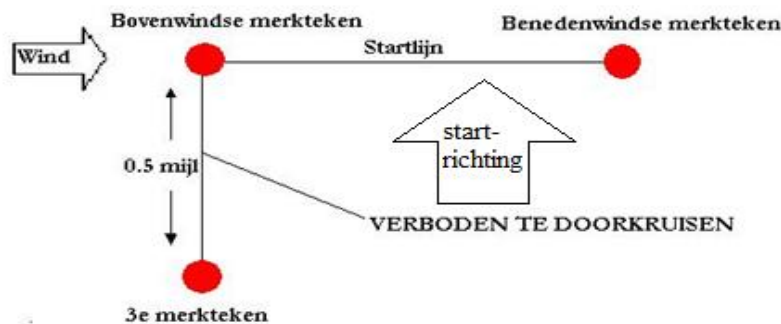 Bovenwindse merkteken
Benedenwindse merkteken
Wind
Startlijn
start-
richting
0.5 mijl
VERBODEN TE DOORKRUISEN
3e merkteken